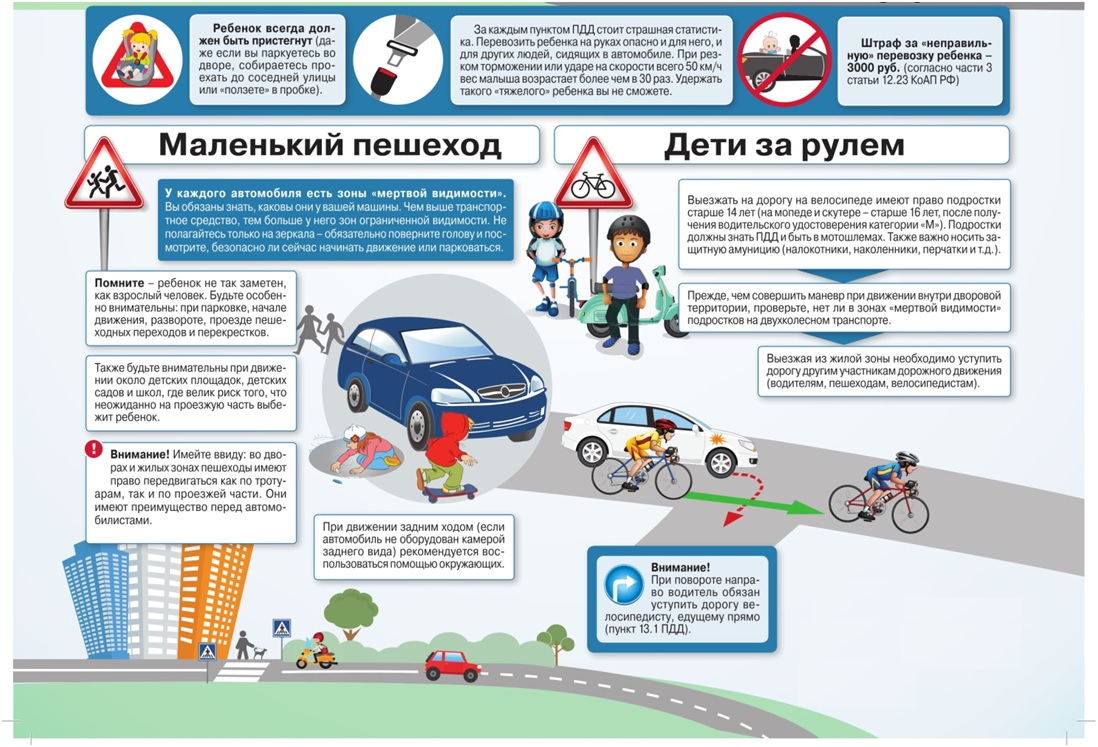 Ребенок всегда дол-
жен быть пристегнут (да-
же если вы паркуетесь во
дворе, собираетесь про-
ехать до соседней улицы
или «ползете» в пробке).
За каждым пунктом ПДД стоит страшная статисти-
ка. Перевозить ребенка на руках опасно и для него, и
для других людей, сидящих в автомобиле. При рез-
ком торможении или ударе на скорости всего 50 км/ч
вес малыша возрастает более чем в 30 раз. Удержать
такого «тяжелого» ребенка вы не сможете.
Штраф за «неправиль-
ную» перевозку ребенка –
3000 руб. (согласно части 3
статьи 12.23 КоАП РФ)
Маленький пешеход
У каждого автомобиля есть зоны «мертвой видимости».
Вы обязаны знать, каковы они у вашей машины. Чем выше транспор-
тное средство, тем больше у него зон ограниченной видимости. Не
полагайтесь только на зеркала – обязательно поверните голову и пос-
мотрите, безопасно ли сейчас начинать движение или парковаться.
Помните – ребенок не так заметен,
как взрослый человек. Будьте особен-
но внимательны: при парковке, начале
движения, развороте, проезде пеше-
ходных переходов и перекрестков.
Также будьте внимательны при движе-
нии около детских площадок, детских
садов и школ, где велик риск того, что
неожиданно на проезжую часть выбе-
жит ребенок.
!
Внимание! Имейте ввиду: во дво-
рах и жилых зонах пешеходы имеют
право передвигаться как по троту-
арам, так и по проезжей части. Они
имеют преимущество перед автомо-
билистами.
При движении задним ходом (если
автомобиль не оборудован камерой
заднего вида) рекомендуется вос-
пользоваться помощью окружающих.
Дети за рулем
Выезжать на дорогу на велосипеде имеют право подростки
старше 14 лет (на мопеде и скутере – старше 16 лет, после полу-
чения водительского удостоверения категории «М»). Подростки
должны знать ПДД и быть в мотошлемах. Также важно носить за-
щитную амуницию (налокотники, наколенники, перчатки и т.д.).
Прежде, чем совершить маневр при движении внутри дворовой
территории, проверьте, нет ли в зонах «мертвой видимости»
подростков на двухколесном транспорте.
Выезжая из жилой зоны необходимо уступить
дорогу другим участникам дорожного движения
(водителям, пешеходам, велосипедистам).
Внимание!
При повороте напра-
во водитель обязан
уступить дорогу ве-
лосипедисту, едущему прямо
(пункт 13.1 ПДД).